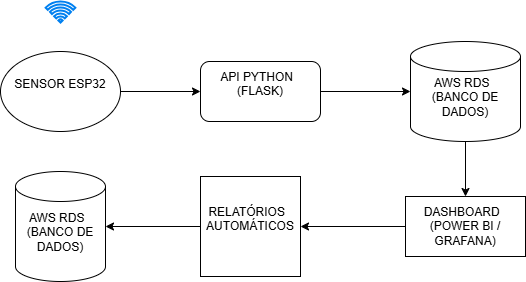 SENSOR ESP32
API PYTHON
(FLASK)
AWS RDS
(BANCO DE
DADOS)
AWS RDS
(BANCO DE
DADOS)
RELATÓRIOS
AUTOMÁTICOS
DASHBOARD
(POWER BI /
GRAFANA)